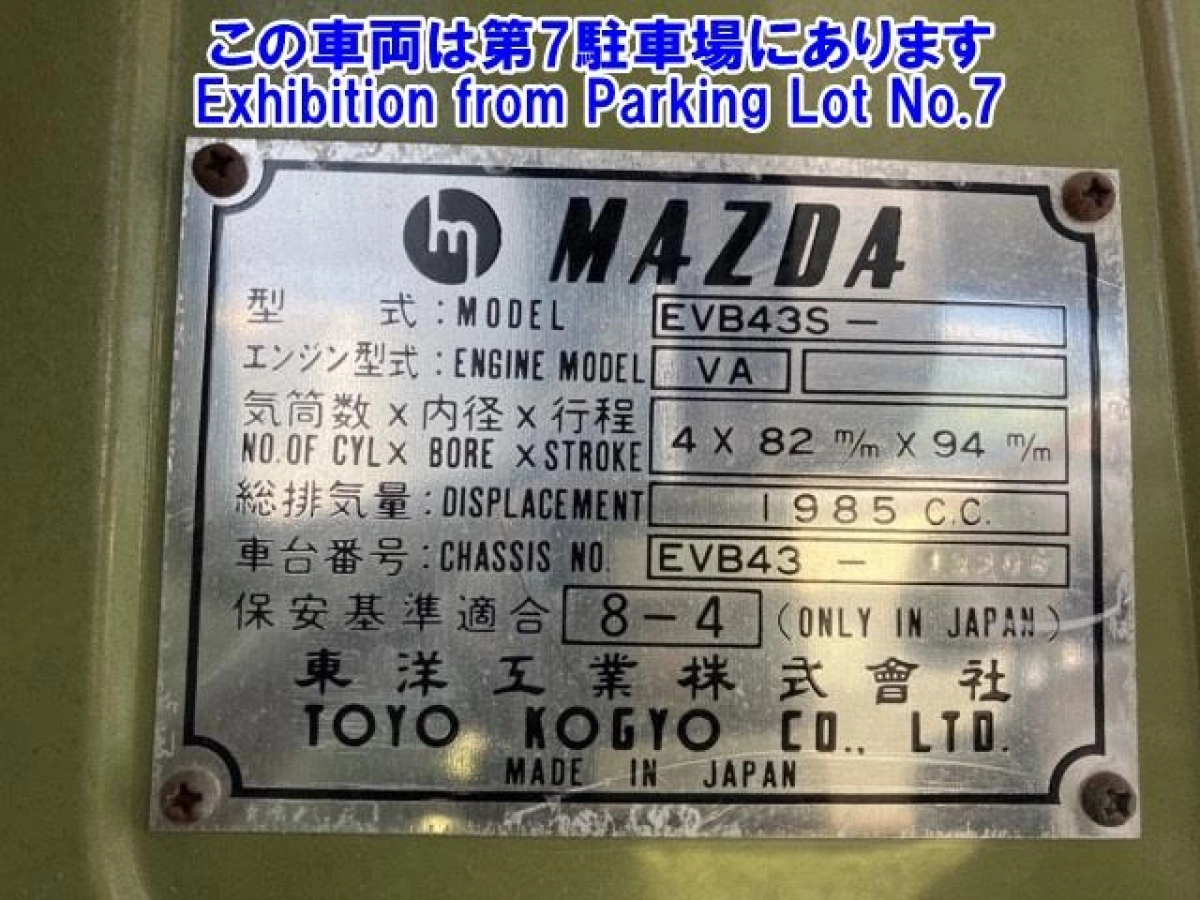 この車両は第7駐車場にあります
Exhibition from Parking Lot No.7
MAZDA
型 式 : MODEL EVB43S -
エンジン型式 : ENGINE MODEL VA
気筒数 × 内径 × 行程
NO. OF CYL × BORE × STROKE 4 X 82 m/m X 94 m/m
総排気量 : DISPLACEMENT 1985 C.C.
車台番号 : CHASSIS NO. EVB43 -
保安基準適合 8-4 (ONLY IN JAPAN)
東洋工業株式會社
TOYO KOGYO CO., LTD.
MADE IN JAPAN